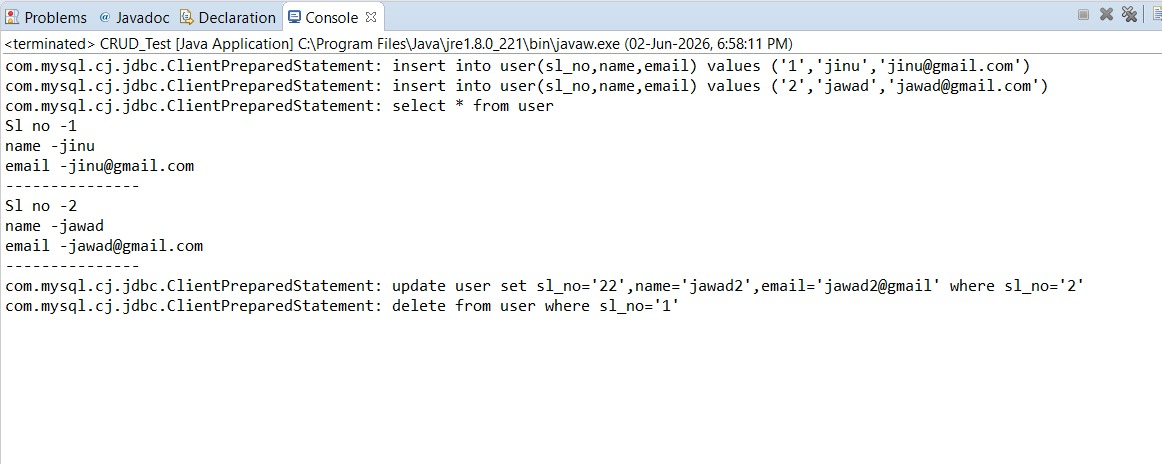 Problems @ Javadoc Declaration Console
<terminated> CRUD_Test [Java Application] C:\Program Files\Java\jre1.8.0_221\bin\javaw.exe (02-Jun-2026, 6:58:11 PM)
com.mysql.cj.jdbc.ClientPreparedStatement: insert into user(sl_no,name,email) values ('1','jinu','jinu@gmail.com')
com.mysql.cj.jdbc.ClientPreparedStatement: insert into user(sl_no,name,email) values ('2','jawad','jawad@gmail.com')
com.mysql.cj.jdbc.ClientPreparedStatement: select * from user
Sl no -1
name -jinu
email -jinu@gmail.com
---------------
Sl no -2
name -jawad
email -jawad@gmail.com
---------------
com.mysql.cj.jdbc.ClientPreparedStatement: update user set sl_no='22',name='jawad2',email='jawad2@gmail' where sl_no='2'
com.mysql.cj.jdbc.ClientPreparedStatement: delete from user where sl_no='1'